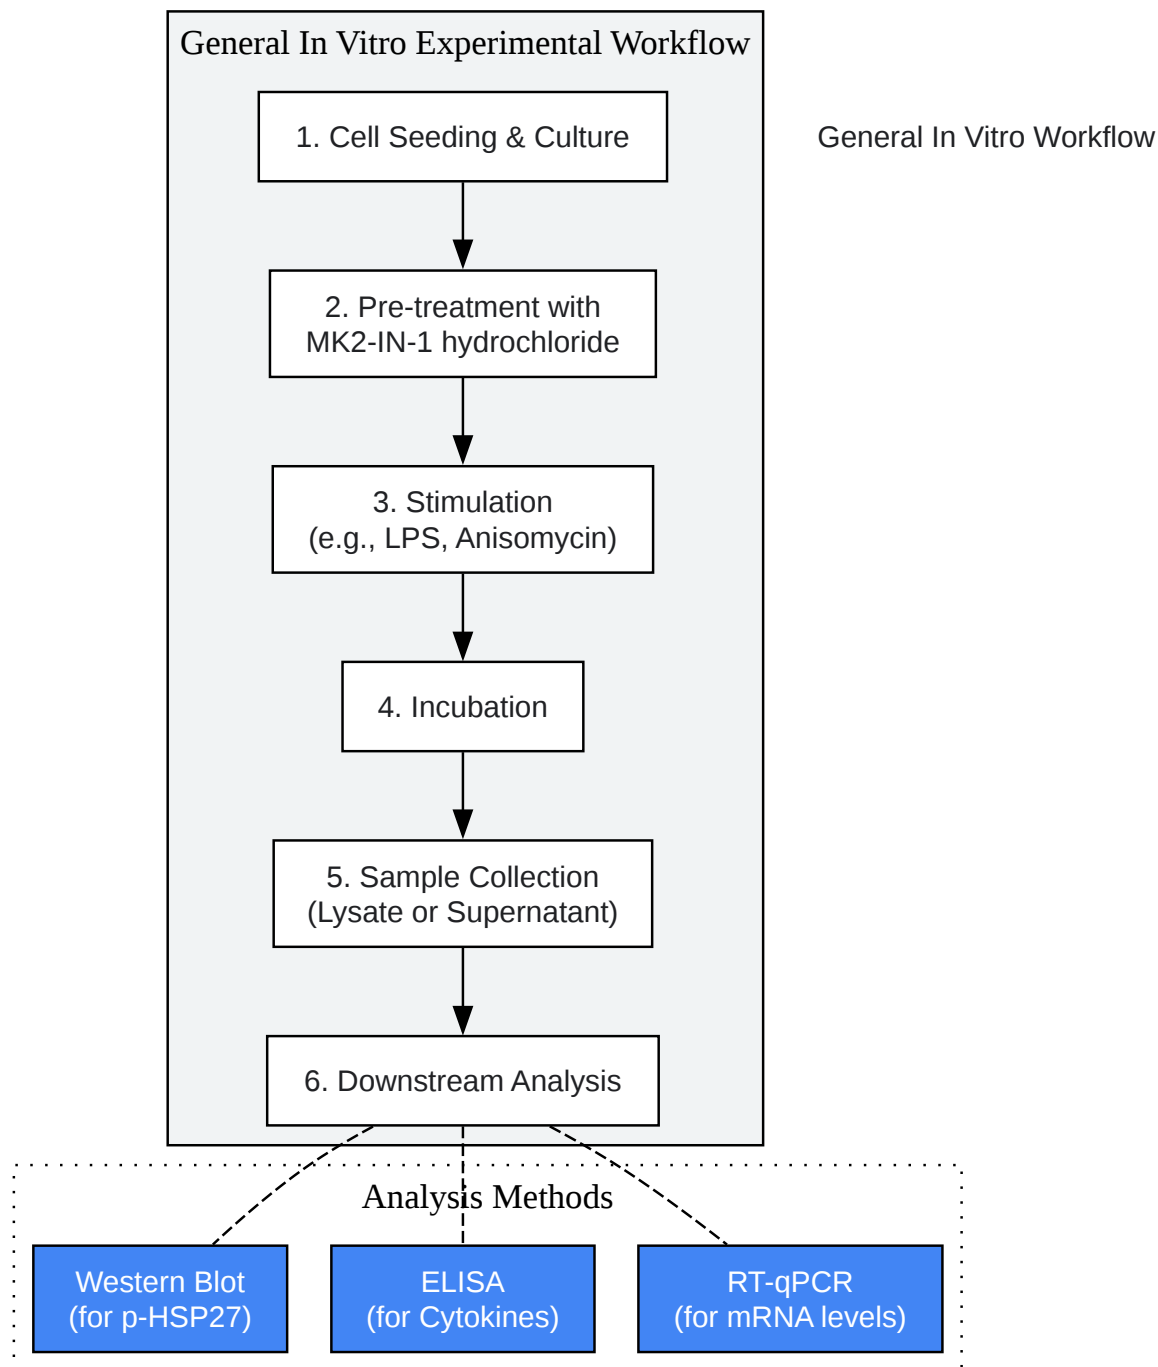 General In Vitro Experimental Workflow
1. Cell Seeding & Culture
General In Vitro Workflow
2. Pre-treatment with
MK2-IN-1 hydrochloride
3. Stimulation
(e.g., LPS, Anisomycin)
4. Incubation
5. Sample Collection
(Lysate or Supernatant)
6. Downstream Analysis
Analysis Methods
Western Blot
(for p-HSP27)
ELISA
(for Cytokines)
RT-qPCR
(for mRNA levels)